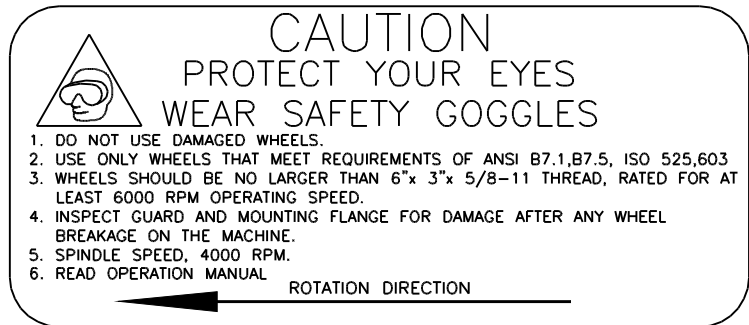 CAUTION
PROTECT YOUR EYES
WEAR SAFETY GOGGLES
1. DO NOT USE DAMAGED WHEELS.
2. USE ONLY WHEELS THAT MEET REQUIREMENTS OF ANSI B7.1,B7.5, ISO 525,603
3. WHEELS SHOULD BE NO LARGER THAN 6"x 3"x 5/8-11 THREAD, RATED FOR AT
LEAST 6000 RPM OPERATING SPEED.
4. INSPECT GUARD AND MOUNTING FLANGE FOR DAMAGE AFTER ANY WHEEL
BREAKAGE ON THE MACHINE.
5. SPINDLE SPEED, 4000 RPM.
6. READ OPERATION MANUAL
ROTATION DIRECTION